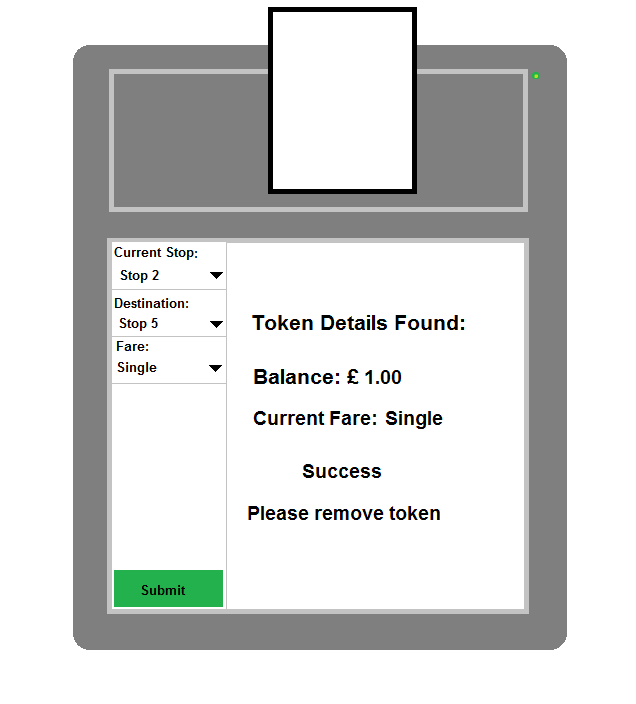 Current Stop:
Stop 2
Destination:
Stop 5
Fare:
Single
Submit
Token Details Found:
Balance: £ 1.00
Current Fare: Single
Success
Please remove token